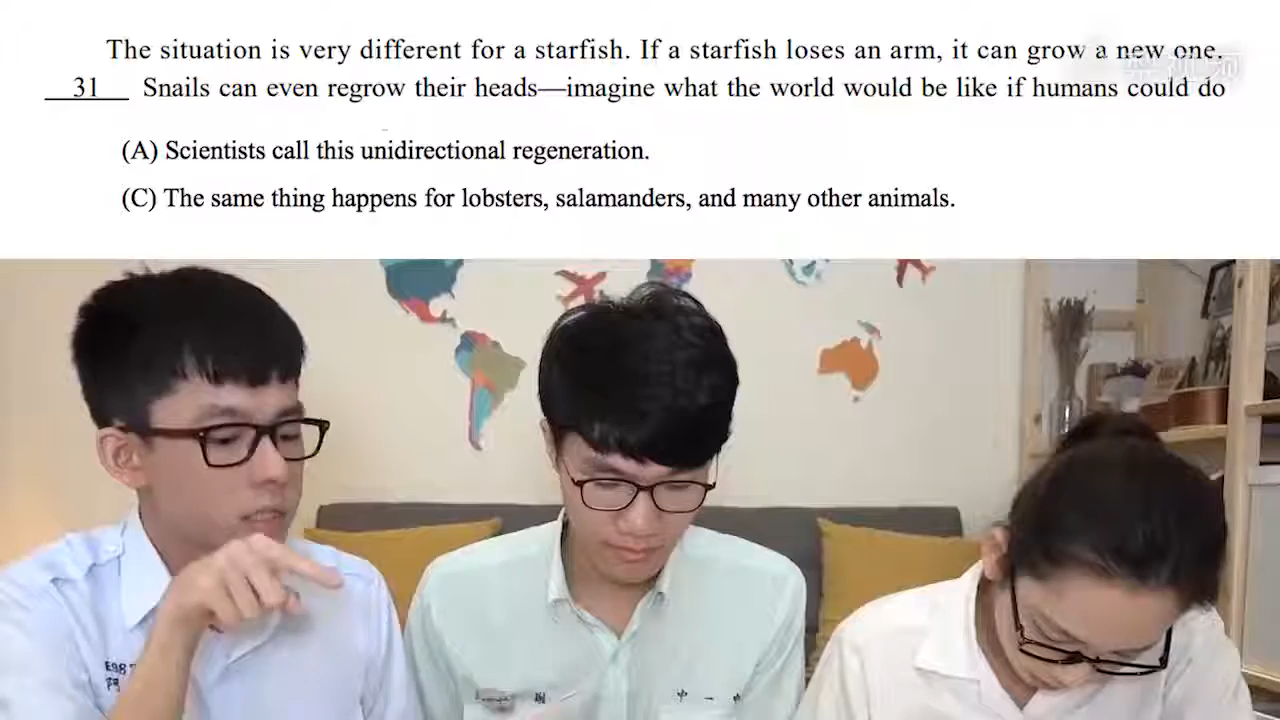 The situation is very different for a starfish. If a starfish loses an arm, it can grow a new one.
31 Snails can even regrow their heads—imagine what the world would be like if humans could do
(A) Scientists call this unidirectional regeneration.
(C) The same thing happens for lobsters, salamanders, and many other animals.